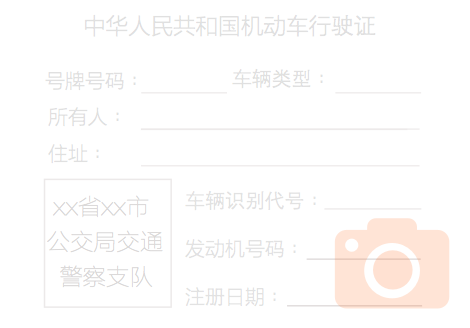 中华人民共和国机动车行驶证
号牌号码： 车辆类型：
所有人：
住址：
xx省xx市
公交局交通
警察支队
车辆识别代号：
发动机号码：
注册日期：